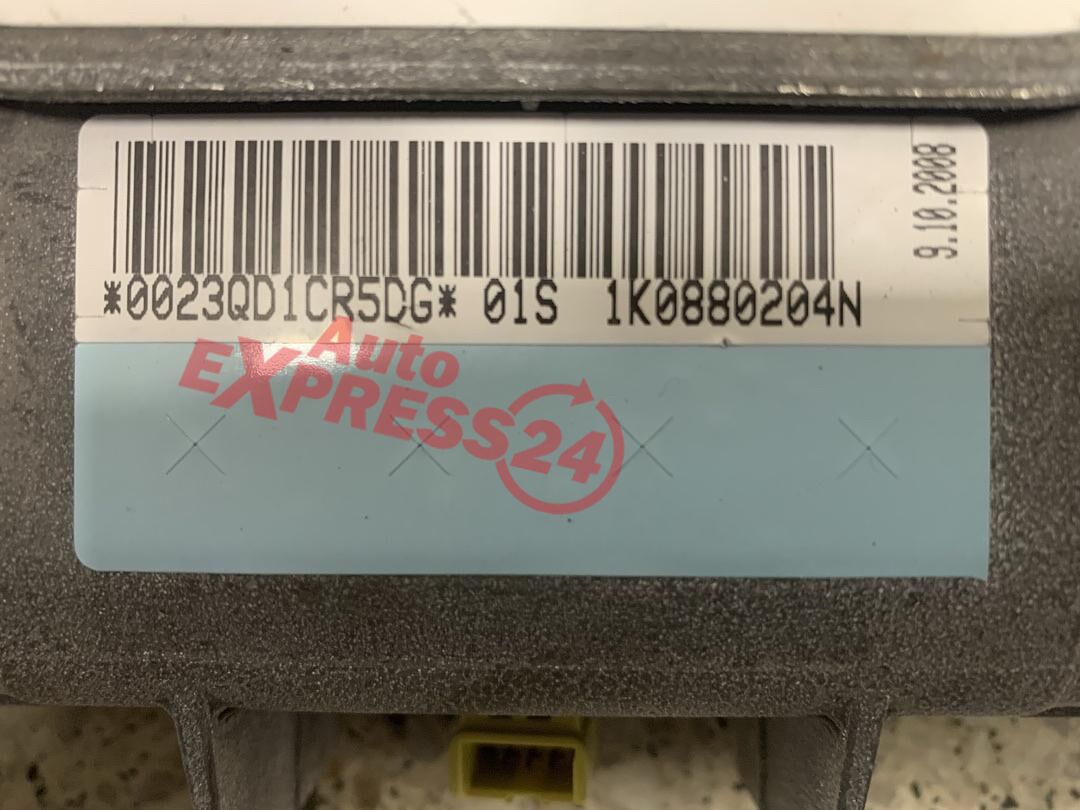 9.10.2008
*0023QD1CR5DG* 01S 1K0880204N
Auto
EXPRESS24